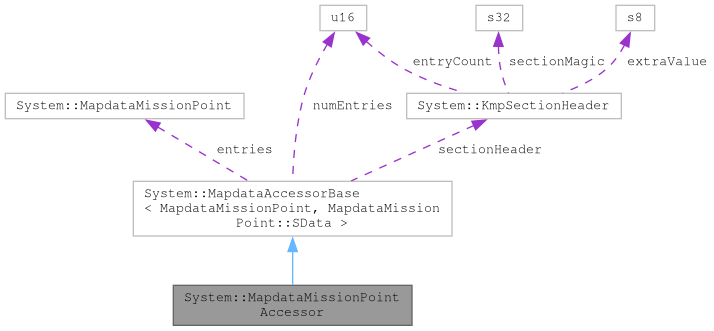 u16
s32
s8
entryCount
sectionMagic
extraValue
System::MapdataMissionPoint
numEntries
System::KmpSectionHeader
entries
sectionHeader
System::MapdataAccessorBase
< MapdataMissionPoint, MapdataMission
Point::SData >
System::MapdataMissionPoint
Accessor